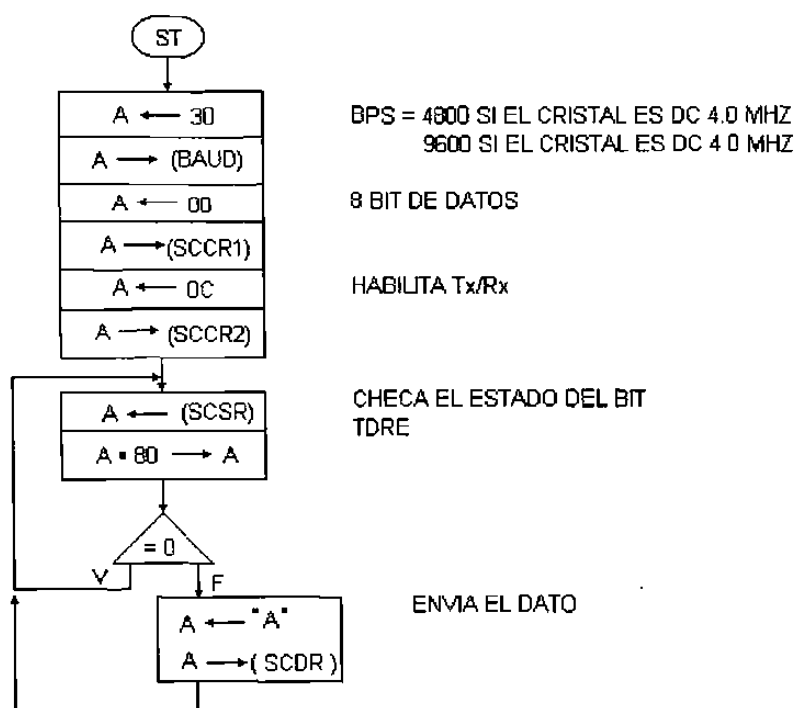 ST
A ← 30
BPS = 4800 SI EL CRISTAL ES DC 4.0 MHZ
9600 SI EL CRISTAL ES DC 4 0 MHZ
A → (BAUD)
A ← 00
8 BIT DE DATOS
A →(SCCR1)
A ← 0C
HABILITA Tx/Rx
A → (SCCR2)
A ← (SCSR)
CHECA EL ESTADO DEL BIT
TDRE
A ▪ 80 → A
= 0
V
F
A ← "A"
ENVIA EL DATO
A →( SCDR )